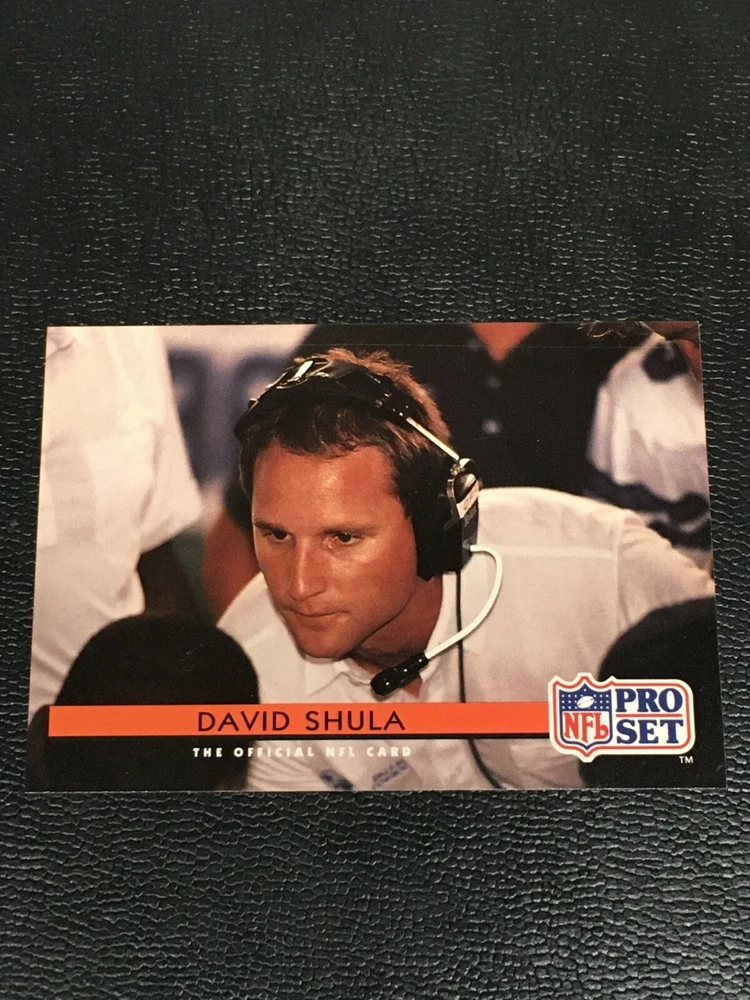 DAVID SHULA
THE OFFICIAL NFL CARD
NFL
PRO
SET
TM